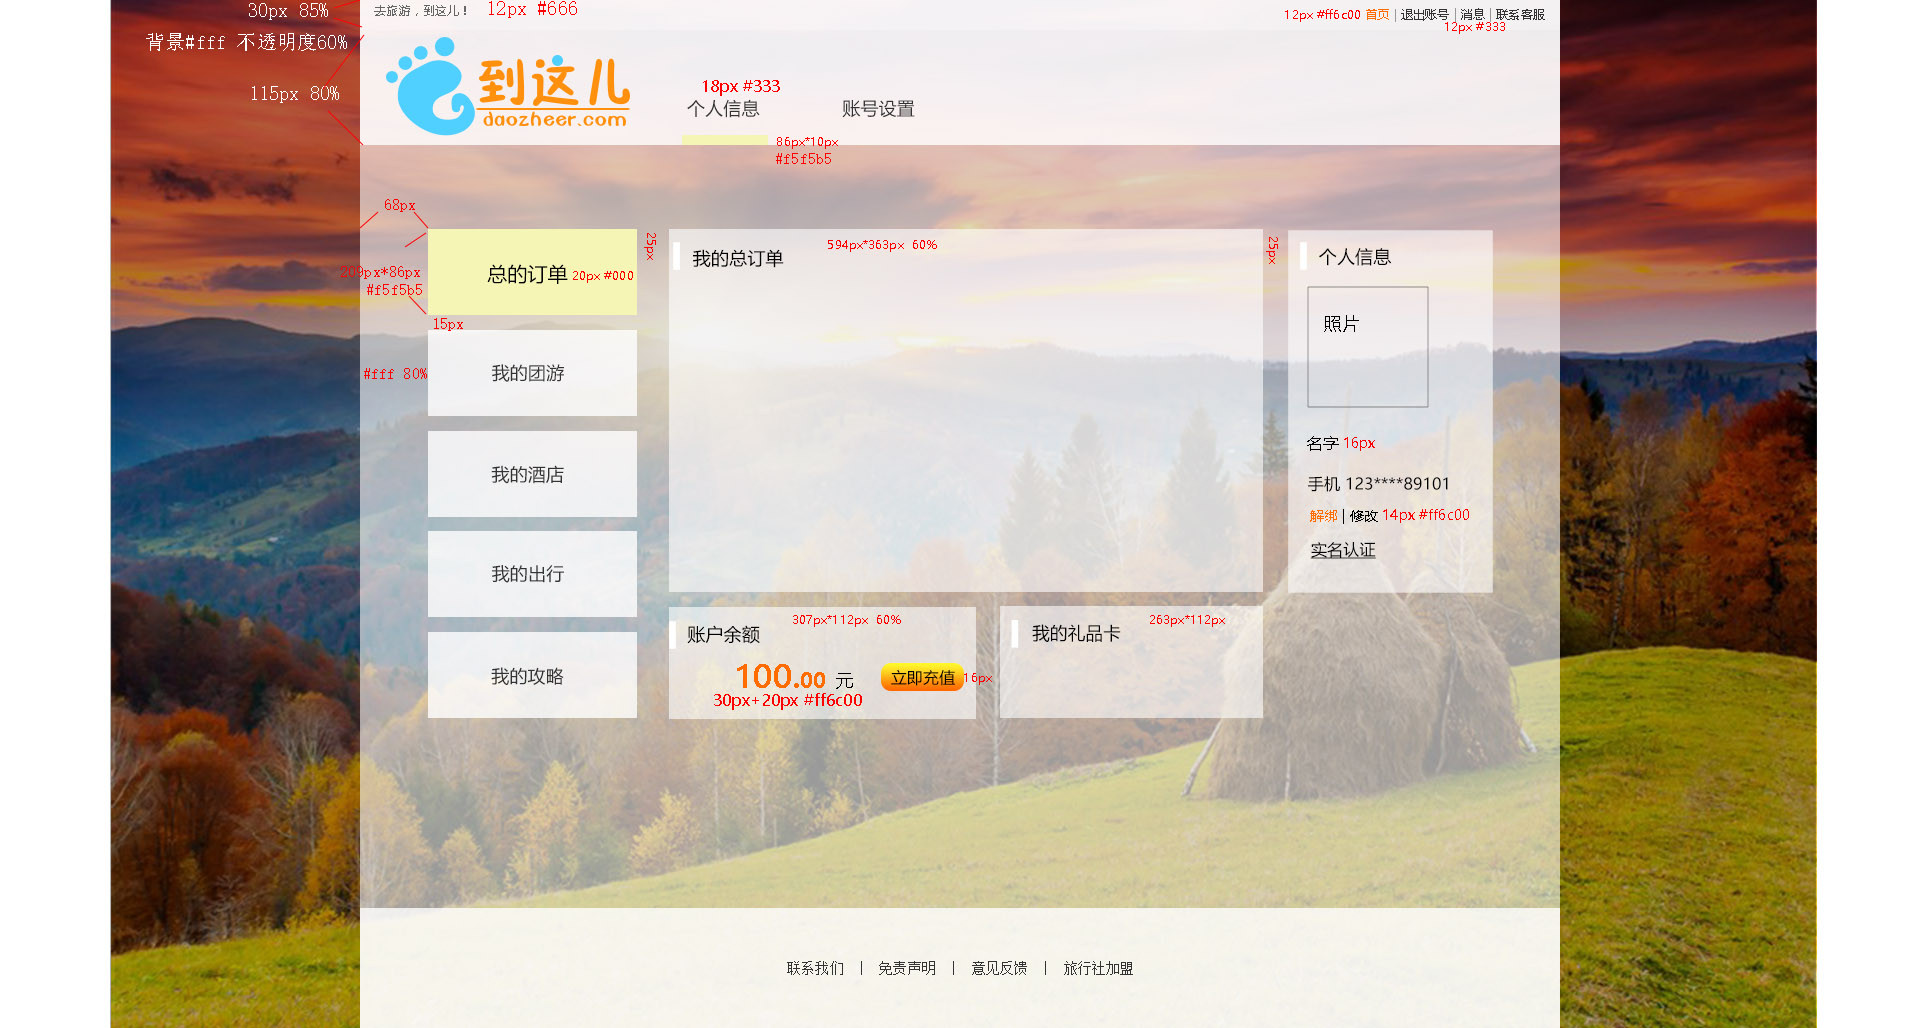 30px 85%
去旅游，到这儿！ 12px #666
12px #ff6c00 首页 | 退出账号 | 消息 | 联系客服
12px #333
背景#fff 不透明度60%
115px 80%
到这儿
daozheer.com
18px #333
个人信息
账号设置
86px*10px
#f5f5b5
68px
209px*86px
#f5f5b5
总的订单 20px #000
15px
#fff 80%
我的团游
我的酒店
我的出行
我的攻略
25px
我的总订单
594px*363px 60%
25px
个人信息
照片
名字 16px
手机 123****89101
解绑 | 修改 14px #ff6c00
实名认证
账户余额
307px*112px 60%
100.00 元
立即充值 16px
30px+20px #ff6c00
我的礼品卡
263px*112px
联系我们 | 免责声明 | 意见反馈 | 旅行社加盟